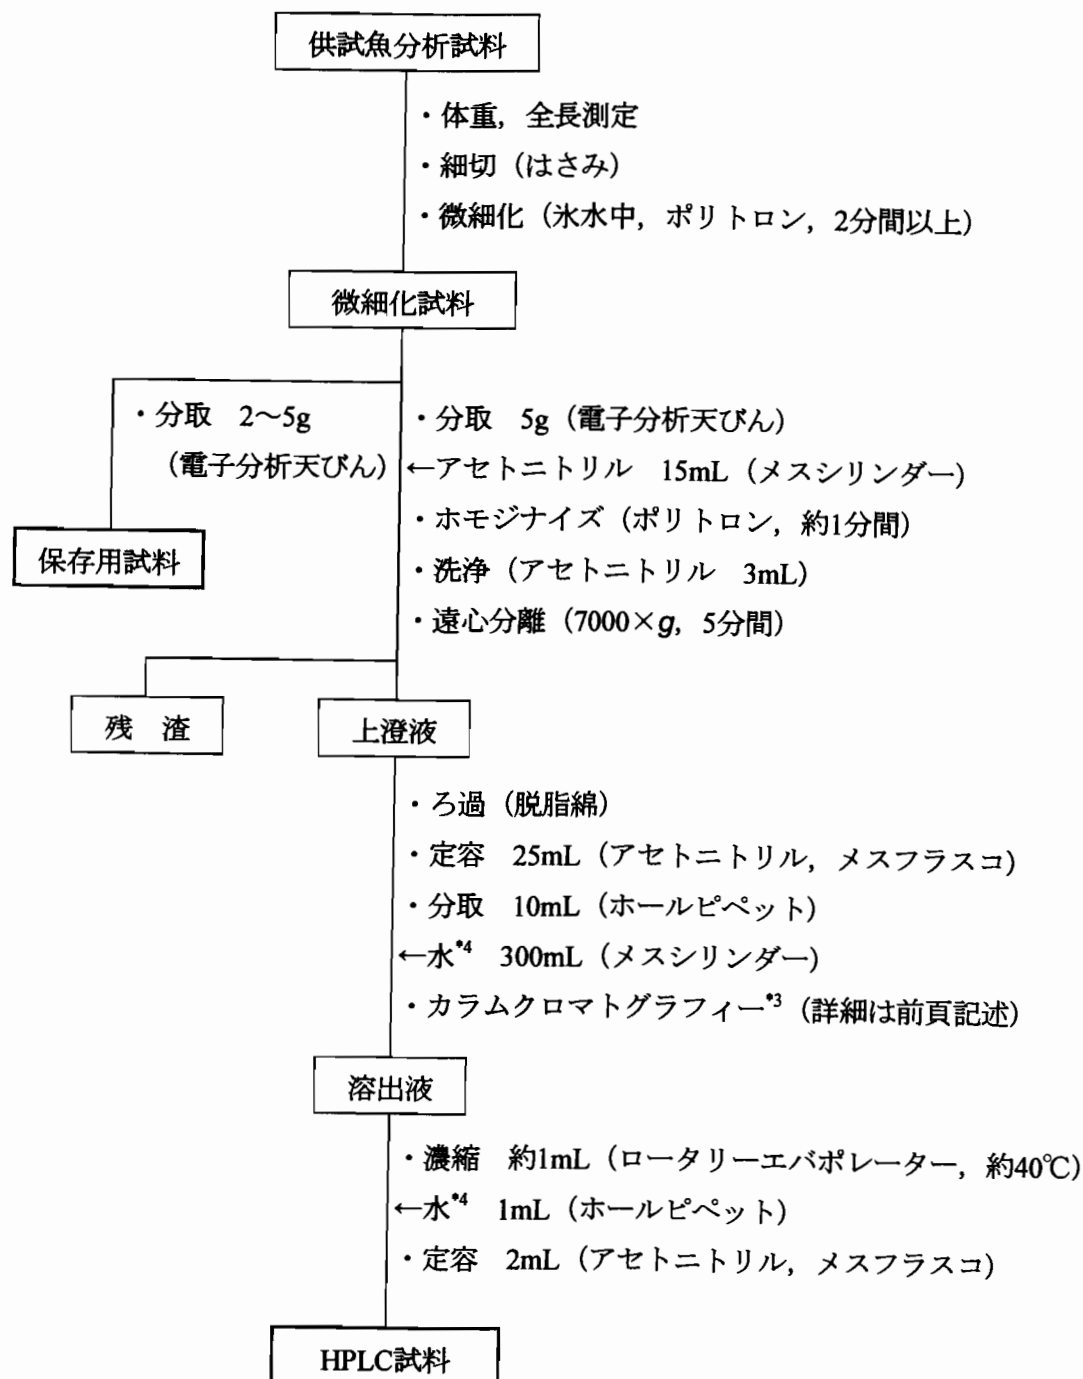 供試魚分析試料
・体重，全長測定
・細切（はさみ）
・微細化（氷水中，ポリトロン，2分間以上）
微細化試料
・分取　2～5g
（電子分析天びん）
保存用試料
・分取　5g（電子分析天びん）
←アセトニトリル　15mL（メスシリンダー）
・ホモジナイズ（ポリトロン，約1分間）
・洗浄（アセトニトリル　3mL）
・遠心分離（7000×g，5分間）
残　渣
上澄液
・ろ過（脱脂綿）
・定容　25mL（アセトニトリル，メスフラスコ）
・分取　10mL（ホールピペット）
←水*4　300mL（メスシリンダー）
・カラムクロマトグラフィー*3（詳細は前頁記述）
溶出液
・濃縮　約1mL（ロータリーエバポレーター，約40℃）
←水*4　1mL（ホールピペット）
・定容　2mL（アセトニトリル，メスフラスコ）
HPLC試料